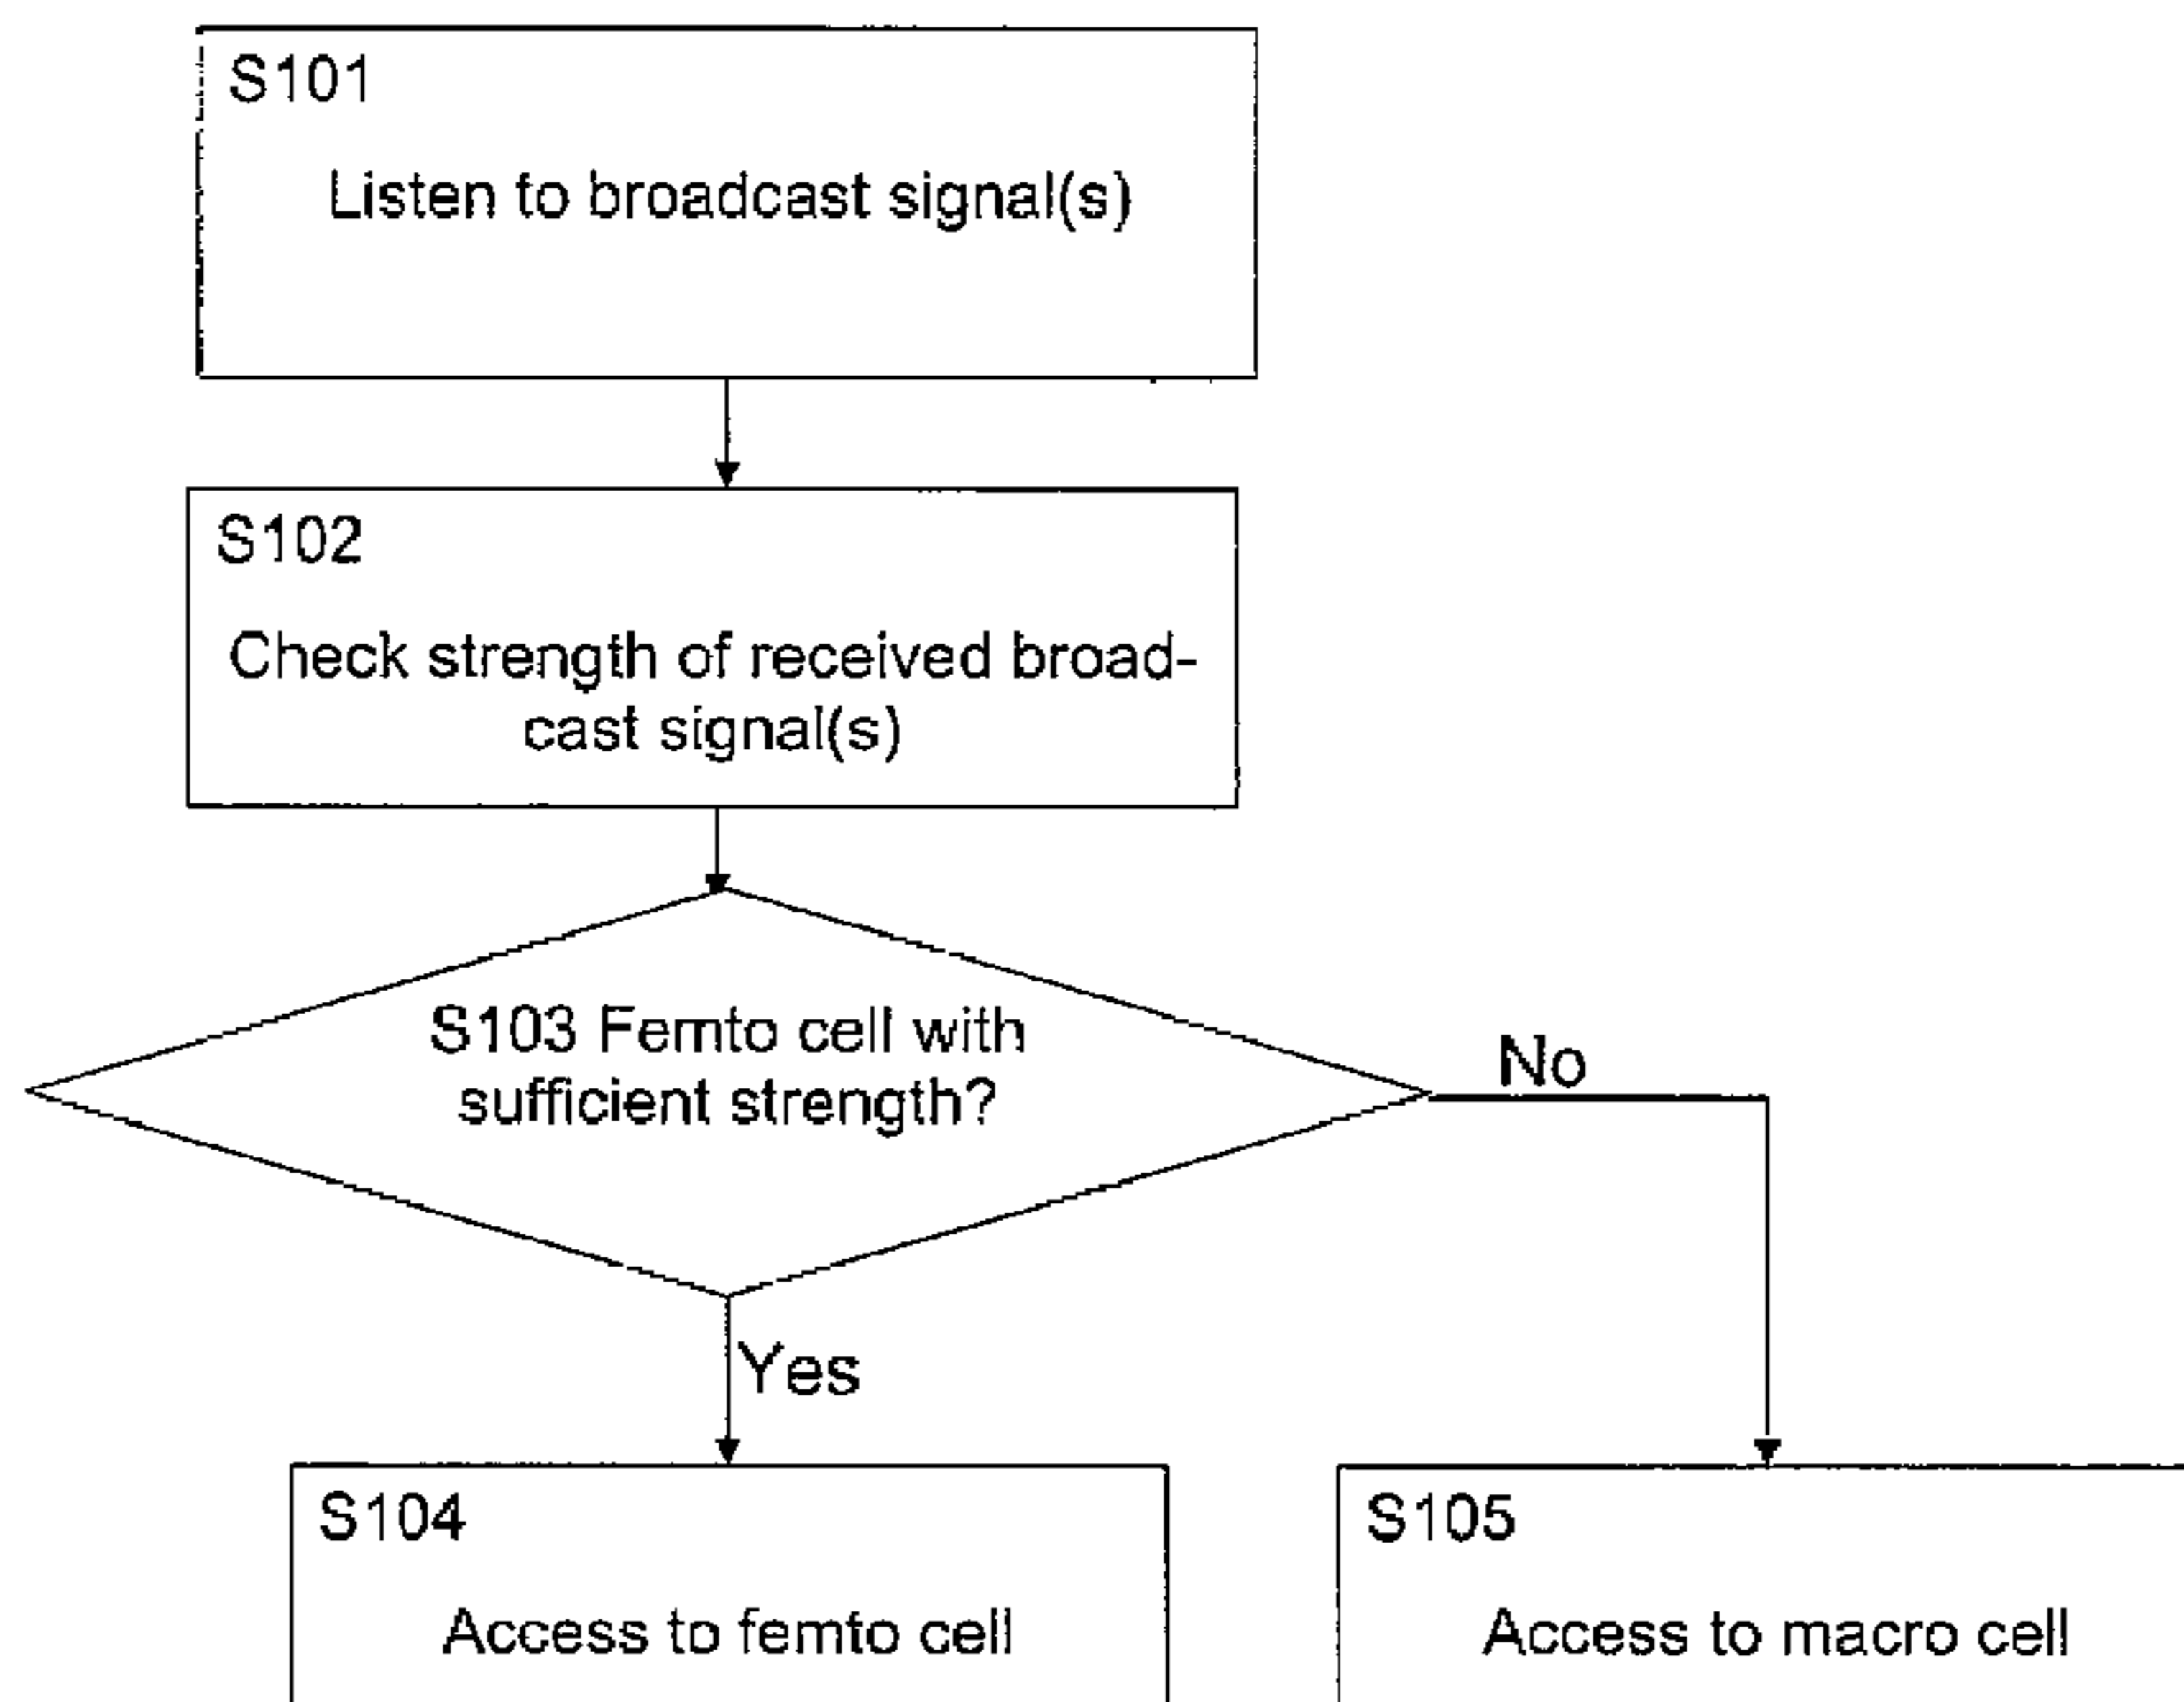 S101
Listen to broadcast signal(s)
S102
Check strength of received broad-
cast signal(s)
S103 Femto cell with
sufficient strength?
No
Yes
S104
Access to femto cell
S105
Access to macro cell